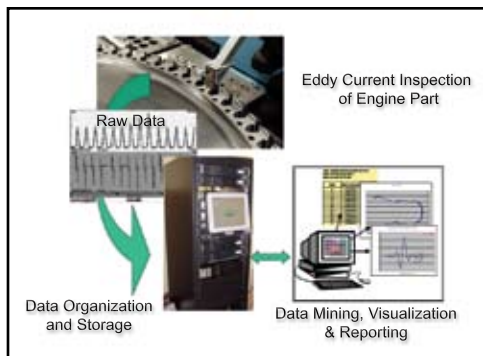 Eddy Current Inspection
of Engine Part
Raw Data
Data Organization
and Storage
Data Mining, Visualization
& Reporting